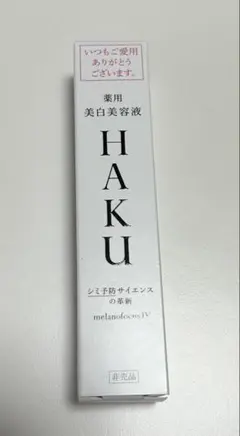 いつもご愛用
ありがとう
ございます。
薬用
美白美容液
HAKU
シミ予防サイエンス
の革新
melanofocus IV
非売品